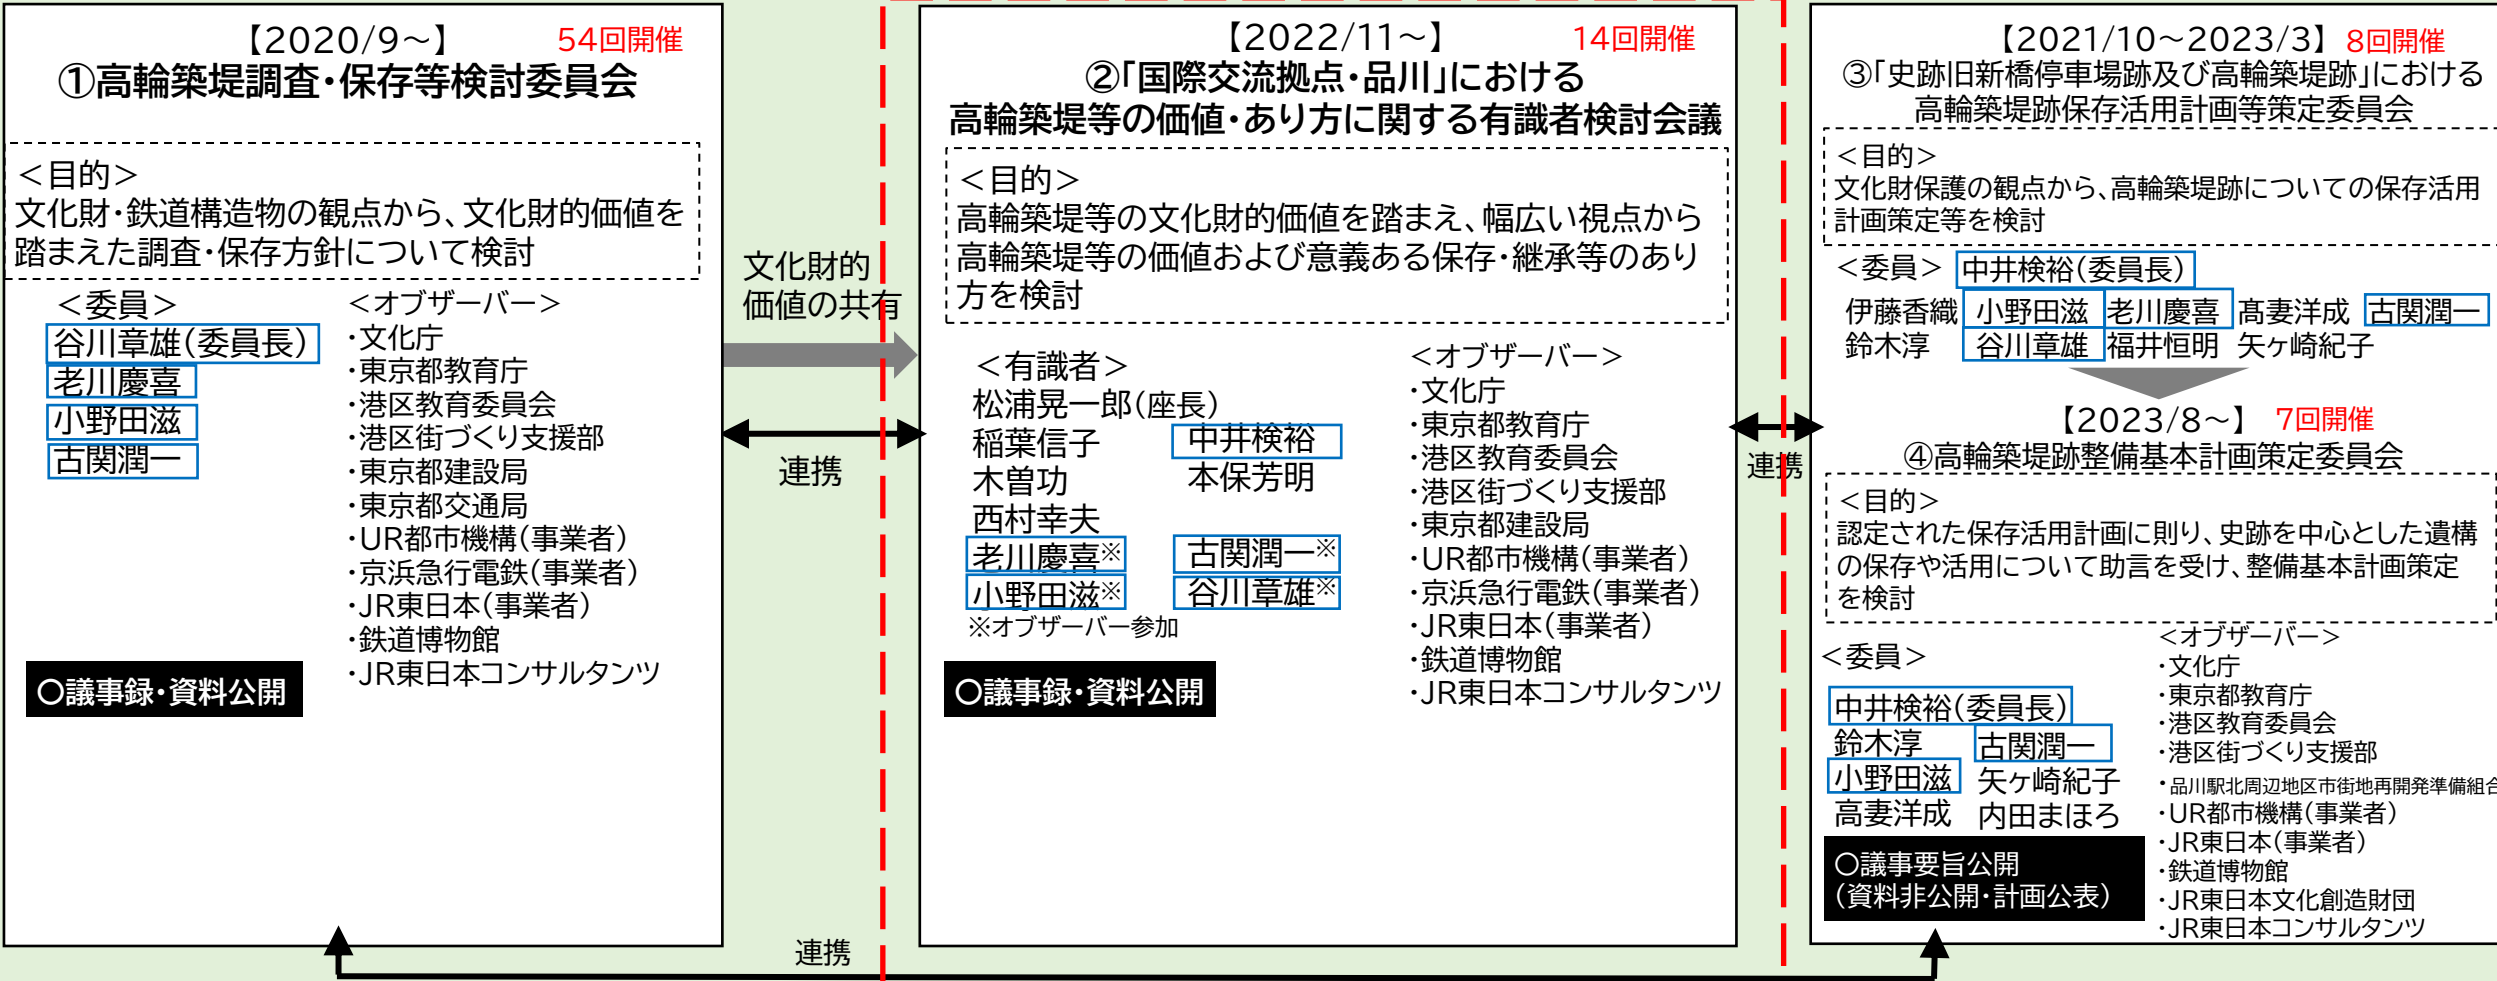 【2020/9～】 54回開催
①高輪築堤調査・保存等検討委員会
＜目的＞
文化財・鉄道構造物の観点から、文化財的価値を
踏まえた調査・保存方針について検討
＜委員＞
谷川章雄(委員長)
老川慶喜
小野田滋
古関潤一
＜オブザーバー＞
・文化庁
・東京都教育庁
・港区教育委員会
・港区街づくり支援部
・東京都建設局
・東京都交通局
・UR都市機構(事業者)
・京浜急行電鉄(事業者)
・JR東日本(事業者)
・鉄道博物館
・JR東日本コンサルタンツ
○議事録・資料公開
文化財的
価値の共有
連携
【2022/11～】 14回開催
②「国際交流拠点・品川」における
高輪築堤等の価値・あり方に関する有識者検討会議
＜目的＞
高輪築堤等の文化財的価値を踏まえ、幅広い視点から
高輪築堤等の価値および意義ある保存・継承等のあり
方を検討
＜有識者＞
松浦晃一郎(座長)
稲葉信子 中井検裕
木曽功 本保芳明
西村幸夫
老川慶喜※ 古関潤一※
小野田滋※ 谷川章雄※
※オブザーバー参加
＜オブザーバー＞
・文化庁
・東京都教育庁
・港区教育委員会
・港区街づくり支援部
・東京都建設局
・UR都市機構(事業者)
・京浜急行電鉄(事業者)
・JR東日本(事業者)
・鉄道博物館
・JR東日本コンサルタンツ
○議事録・資料公開
連携
【2021/10～2023/3】 8回開催
③「史跡旧新橋停車場跡及び高輪築堤跡」における
高輪築堤跡保存活用計画等策定委員会
＜目的＞
文化財保護の観点から、高輪築堤跡についての保存活用
計画策定等を検討
＜委員＞ 中井検裕(委員長)
伊藤香織 小野田滋 老川慶喜 髙妻洋成 古関潤一
鈴木淳 谷川章雄 福井恒明 矢ヶ崎紀子
【2023/8～】 7回開催
④高輪築堤跡整備基本計画策定委員会
＜目的＞
認定された保存活用計画に則り、史跡を中心とした遺構
の保存や活用について助言を受け、整備基本計画策定
を検討
＜委員＞
中井検裕(委員長)
鈴木淳 古関潤一
小野田滋 矢ケ崎紀子
高妻洋成 内田まほろ
○議事要旨公開
(資料非公開・計画公表)
＜オブザーバー＞
・文化庁
・東京都教育庁
・港区教育委員会
・港区街づくり支援部
・品川駅北周辺地区市街地再開発準備組合
・UR都市機構(事業者)
・JR東日本(事業者)
・鉄道博物館
・JR東日本文化創造財団
・JR東日本コンサルタンツ
連携